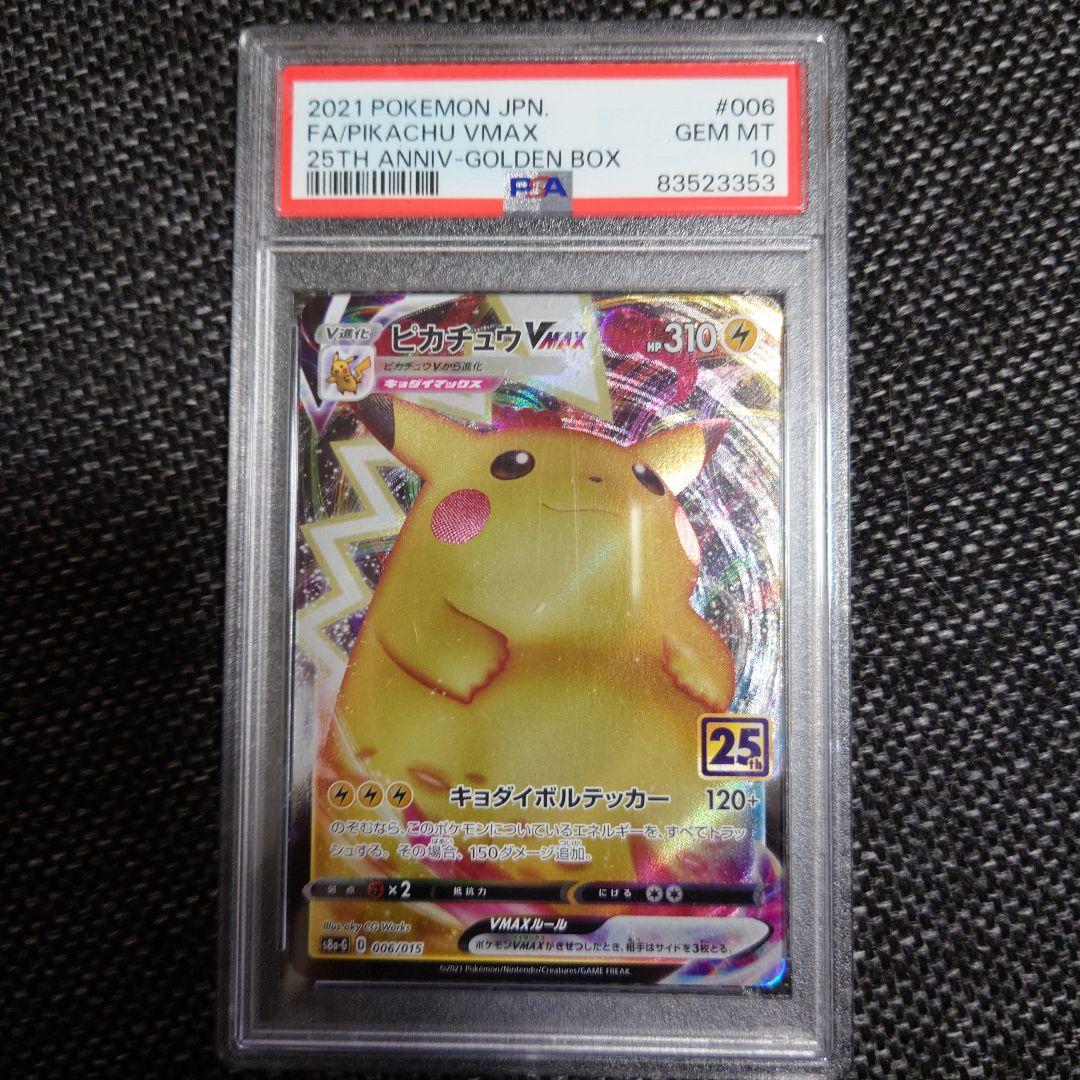 2021 POKEMON JPN. #006
FA/PIKACHU VMAX GEM MT
25TH ANNIV-GOLDEN BOX 10
PSA 83523353
V進化 ピカチュウVMAX HP310
ピカチュウVから進化
キョダイマックス
25th
キョダイボルテッカー 120+
のぞむなら、このポケモンについているエネルギーを、すべてトラッ
シュする。その場合、150ダメージ追加。
弱点 ×2 抵抗力 にげる
Illus. aky CG Works
VMAXルール
s8a-G D 006/015
ポケモンVMAXがきぜつしたとき、相手はサイドを3枚とる。
©2021 Pokémon/Nintendo/Creatures/GAME FREAK